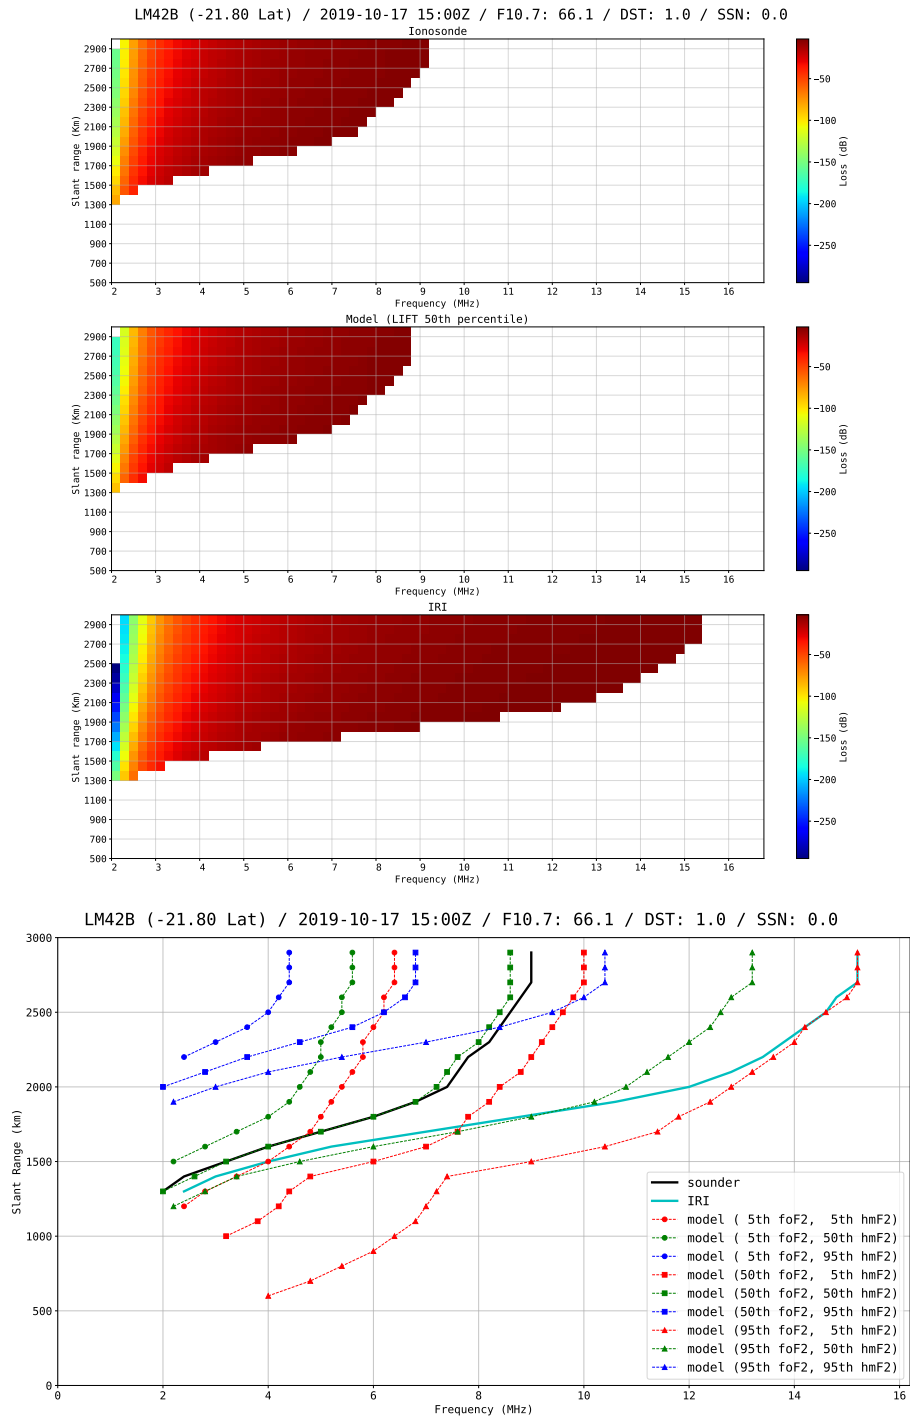 LM42B (-21.80 Lat) / 2019-10-17 15:00Z / F10.7: 66.1 / DST: 1.0 / SSN: 0.0
Ionosonde
Slant range (Km)
2900
2700
2500
2300
2100
1900
1700
1500
1300
1100
900
700
500
2 3 4 5 6 7 8 9 10 11 12 13 14 15 16
Frequency (MHz)
−50
−100
−150
−200
−250
Loss (dB)
Model (LIFT 50th percentile)
Slant range (Km)
2900
2700
2500
2300
2100
1900
1700
1500
1300
1100
900
700
500
2 3 4 5 6 7 8 9 10 11 12 13 14 15 16
Frequency (MHz)
−50
−100
−150
−200
−250
Loss (dB)
IRI
Slant range (Km)
2900
2700
2500
2300
2100
1900
1700
1500
1300
1100
900
700
500
2 3 4 5 6 7 8 9 10 11 12 13 14 15 16
Frequency (MHz)
−50
−100
−150
−200
−250
Loss (dB)
LM42B (-21.80 Lat) / 2019-10-17 15:00Z / F10.7: 66.1 / DST: 1.0 / SSN: 0.0
Slant Range (km)
3000
2500
2000
1500
1000
500
0
0 2 4 6 8 10 12 14 16
Frequency (MHz)
sounder
IRI
model ( 5th foF2,  5th hmF2)
model ( 5th foF2, 50th hmF2)
model ( 5th foF2, 95th hmF2)
model (50th foF2,  5th hmF2)
model (50th foF2, 50th hmF2)
model (50th foF2, 95th hmF2)
model (95th foF2,  5th hmF2)
model (95th foF2, 50th hmF2)
model (95th foF2, 95th hmF2)